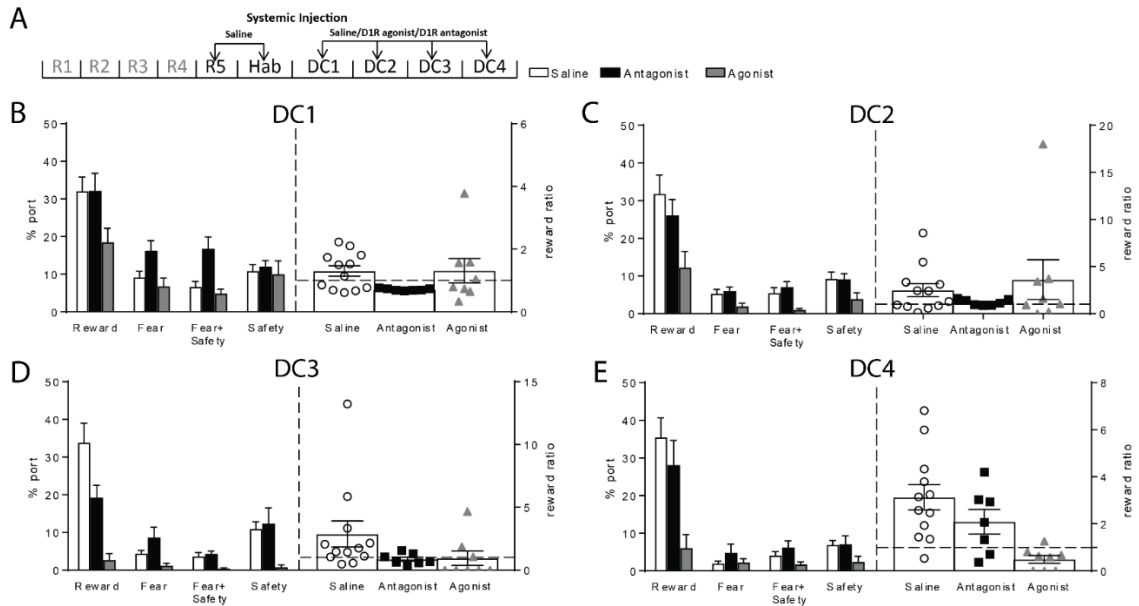 A
Systemic Injection
Saline
Saline/D1R agonist/D1R antagonist
R1 R2 R3 R4 R5 Hab DC1 DC2 DC3 DC4
Saline Antagonist Agonist
B
DC1
50
40
30
20
10
0
% port
6
4
2
0
reward ratio
Reward Fear Fear+ Safety Safety Saline Antagonist Agonist
C
DC2
50
40
30
20
10
0
% port
20
15
10
5
0
reward ratio
Reward Fear Fear+ Safety Safety Saline Antagonist Agonist
D
DC3
50
40
30
20
10
0
% port
15
10
5
0
reward ratio
Reward Fear Fear+ Safety Safety Saline Antagonist Agonist
E
DC4
50
40
30
20
10
0
% port
8
6
4
2
0
reward ratio
Reward Fear Fear+ Safety Safety Saline Antagonist Agonist